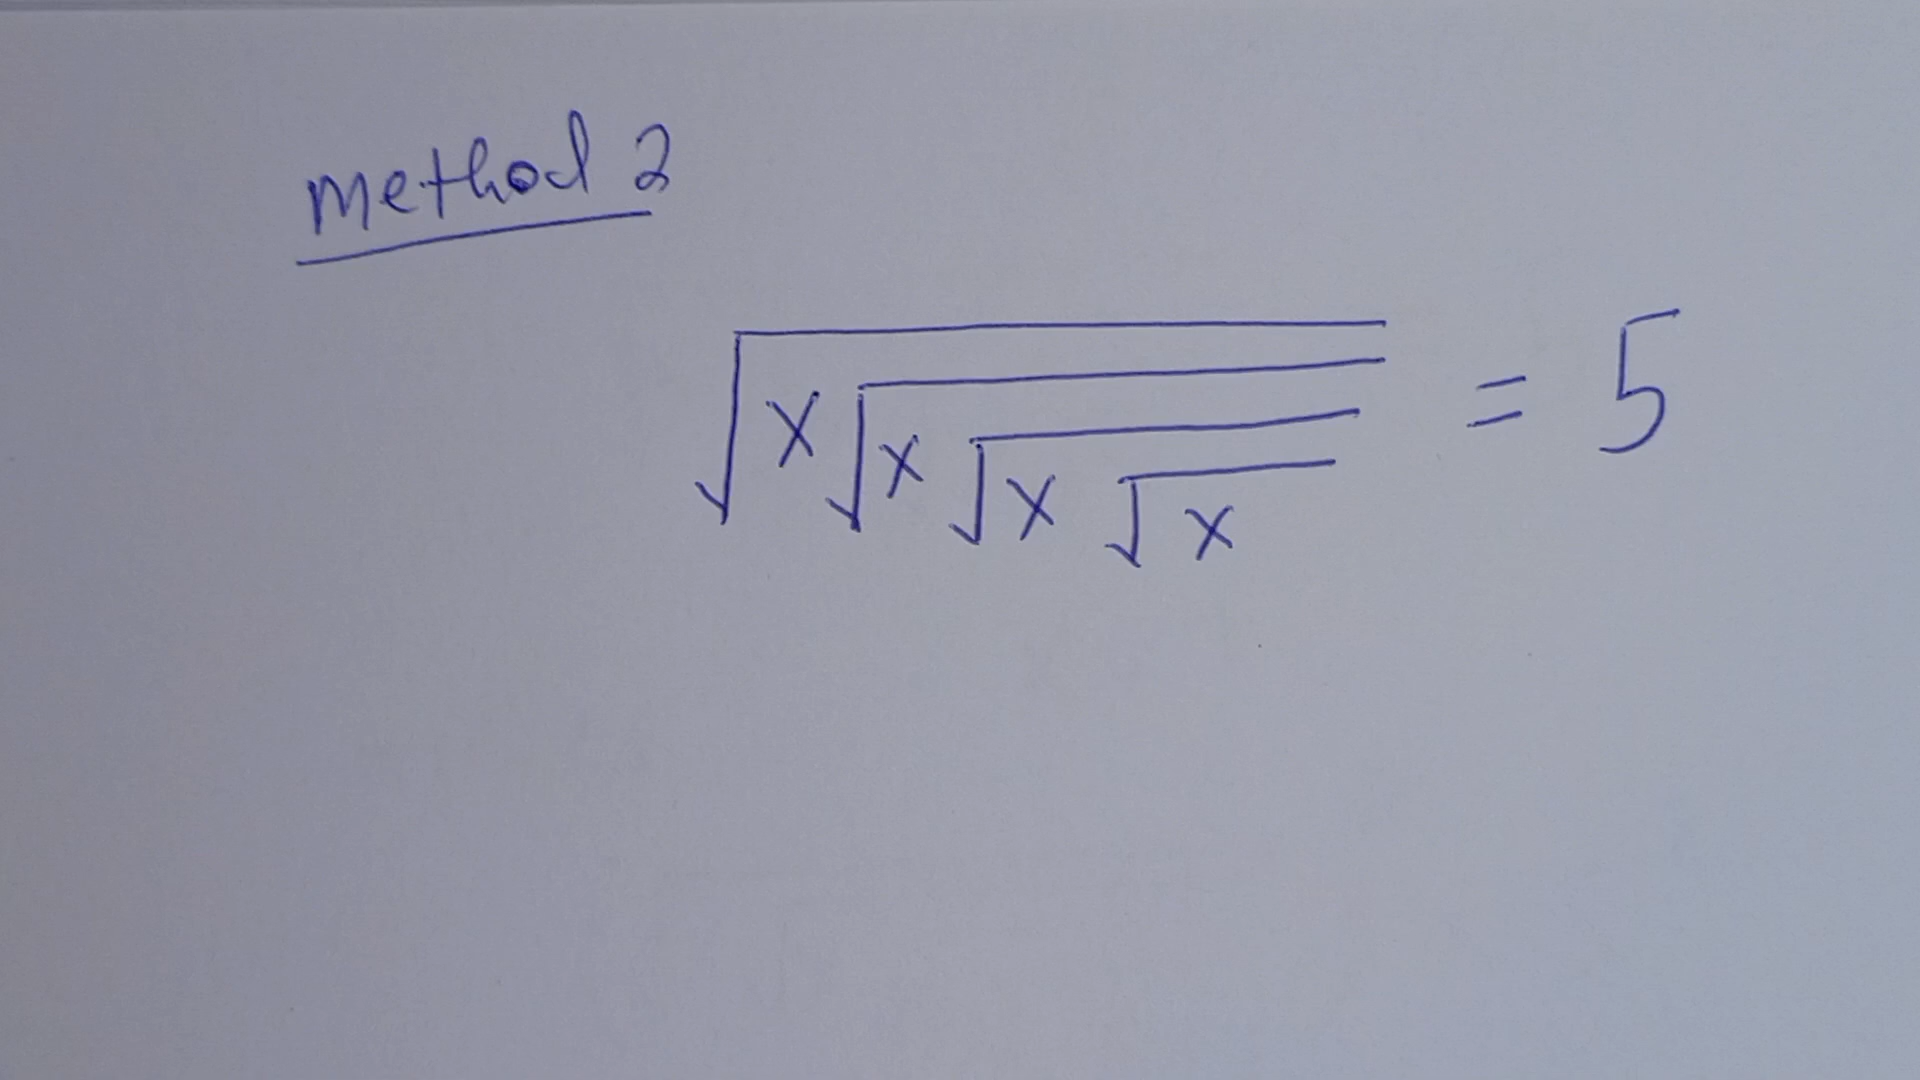 method 2
√(x√(x√(x√x))) = 5